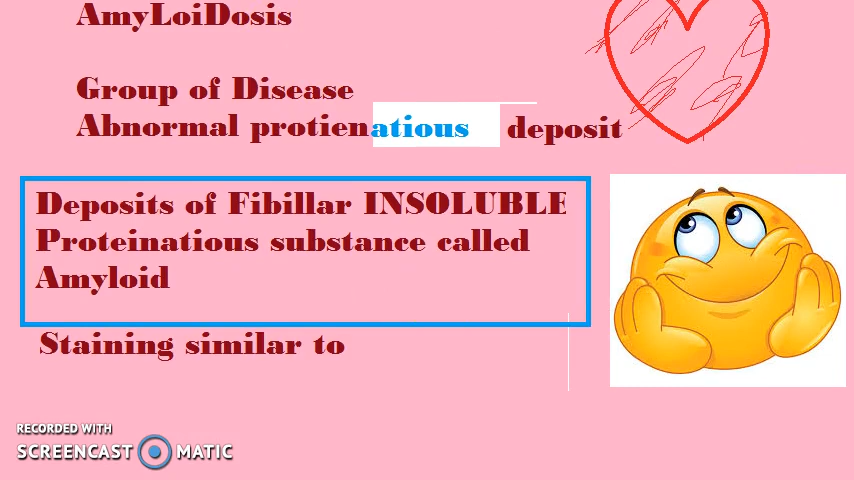 AmyLoiDosis
Group of Disease
Abnormal protienatious deposit
Deposits of Fibillar INSOLUBLE
Proteinatious substance called
Amyloid
Staining similar to
RECORDED WITH
SCREENCAST MATIC